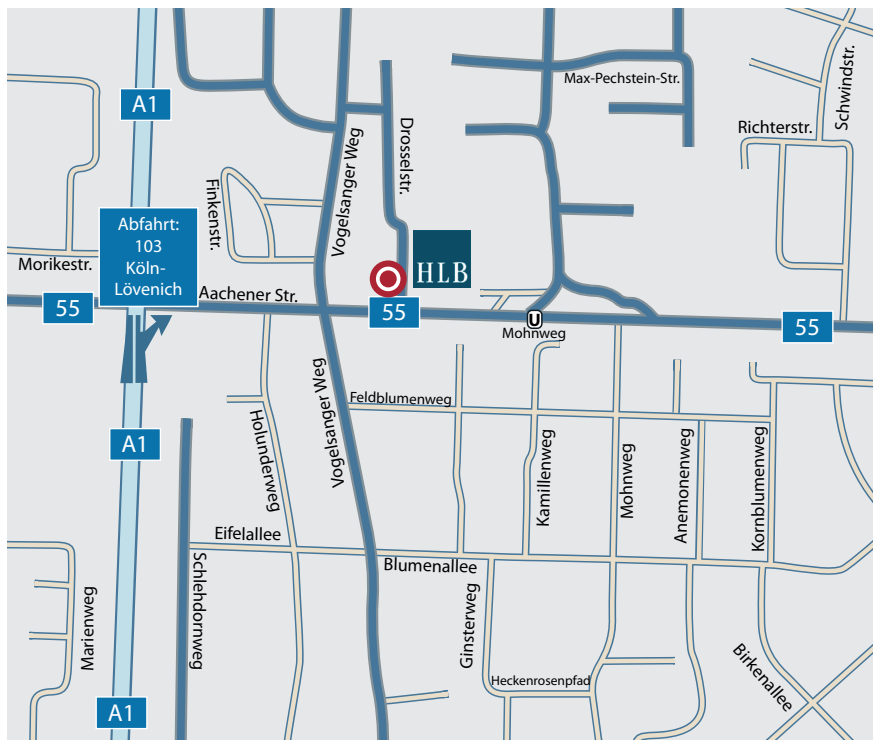 A1
Max-Pechstein-Str.
Schwindstr.
Richterstr.
Drosselstr.
Vogelsanger Weg
Finkenstr.
Abfahrt:
103
Köln-
Lövenich
Morikestr.
HLB
Aachener Str.
55
55
55
U
Mohnweg
Vogelsanger Weg
Feldblumenweg
A1
Holunderweg
Kamillenweg
Mohnweg
Anemonenweg
Kornblumenweg
Eifelallee
Blumenallee
Schlehdornweg
Marienweg
Ginsterweg
Birkenallee
Heckenrosenpfad
A1